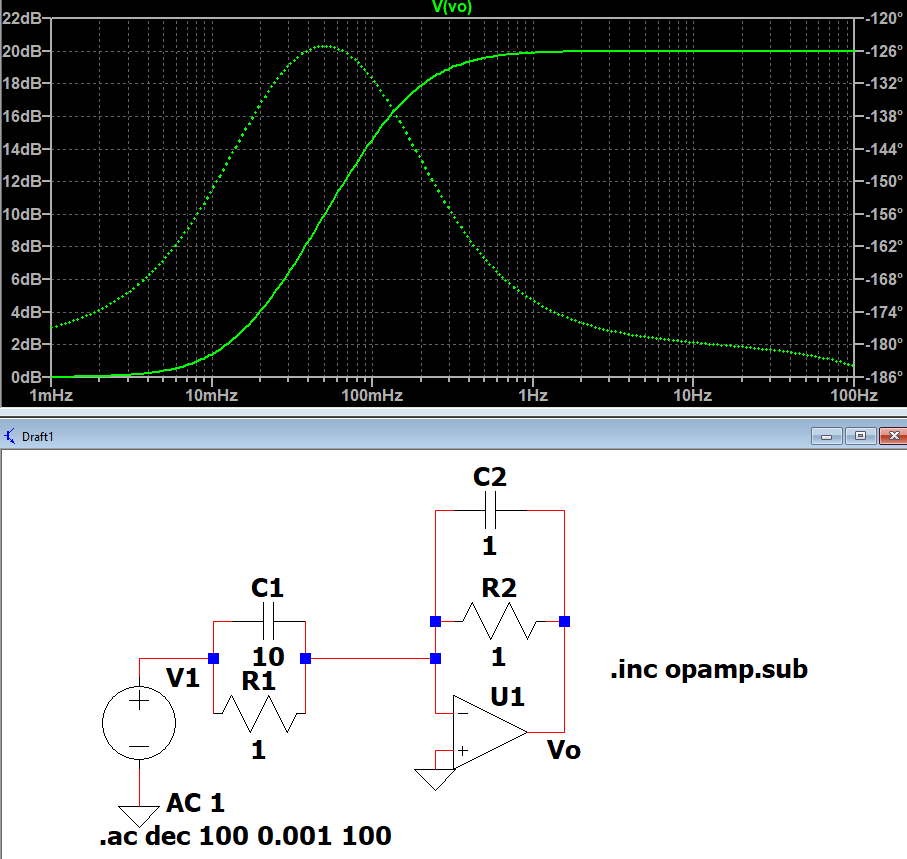 V(vo)
22dB -120°
20dB -126°
18dB -132°
16dB -138°
14dB -144°
12dB -150°
10dB -156°
8dB -162°
6dB -168°
4dB -174°
2dB -180°
0dB -186°
1mHz 10mHz 100mHz 1Hz 10Hz 100Hz
Draft1
C2
1
C1
R2
10
1
V1
R1
.inc opamp.sub
U1
1
Vo
AC 1
.ac dec 100 0.001 100